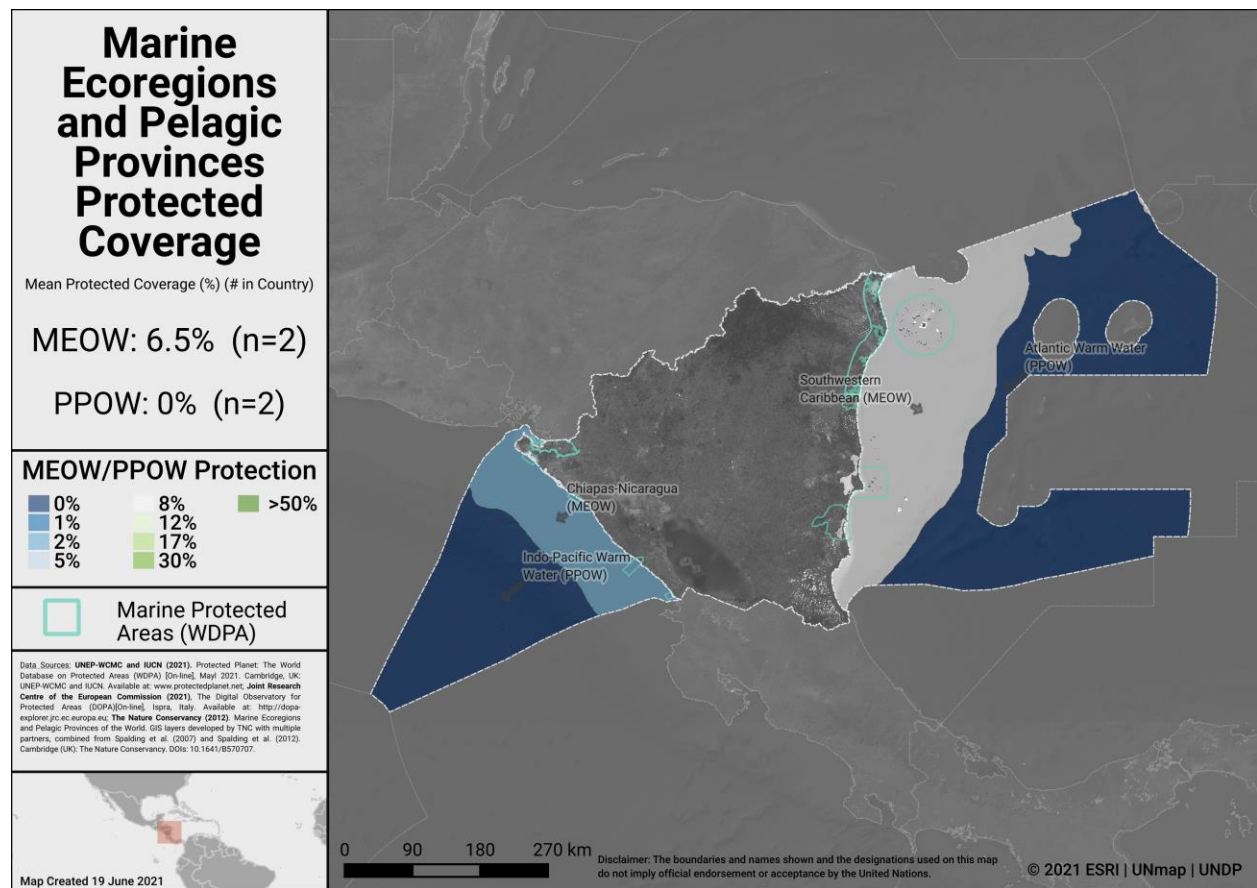 Marine
Ecoregions
and Pelagic
Provinces
Protected
Coverage
Mean Protected Coverage (%) (# in Country)
MEOW: 6.5% (n=2)
PPOW: 0% (n=2)
MEOW/PPOW Protection
0%
1%
2%
5%
8%
12%
17%
30%
>50%
Marine Protected
Areas (WDPA)
Data Sources: UNEP-WCMC and IUCN (2021). Protected Planet: The World
Database on Protected Areas (WDPA) [On-line], Mayl 2021. Cambridge, UK:
UNEP-WCMC and IUCN. Available at: www.protectedplanet.net; Joint Research
Centre of the European Commission (2021), The Digital Observatory for
Protected Areas (DOPA)[On-line], Ispra, Italy. Available at: http://dopa-
explorer.jrc.ec.europa.eu; The Nature Conservancy (2012). Marine Ecoregions
and Pelagic Provinces of the World. GIS layers developed by TNC with multiple
partners, combined from Spalding et al. (2007) and Spalding et al. (2012).
Cambridge (UK): The Nature Conservancy. DOIs: 10.1641/B570707.
Map Created 19 June 2021
Atlantic Warm Water
(PPOW)
Southwestern
Caribbean (MEOW)
Chiapas-Nicaragua
(MEOW)
Indo-Pacific Warm
Water (PPOW)
0 90 180 270 km
Disclaimer: The boundaries and names shown and the designations used on this map
do not imply official endorsement or acceptance by the United Nations.
© 2021 ESRI | UNmap | UNDP